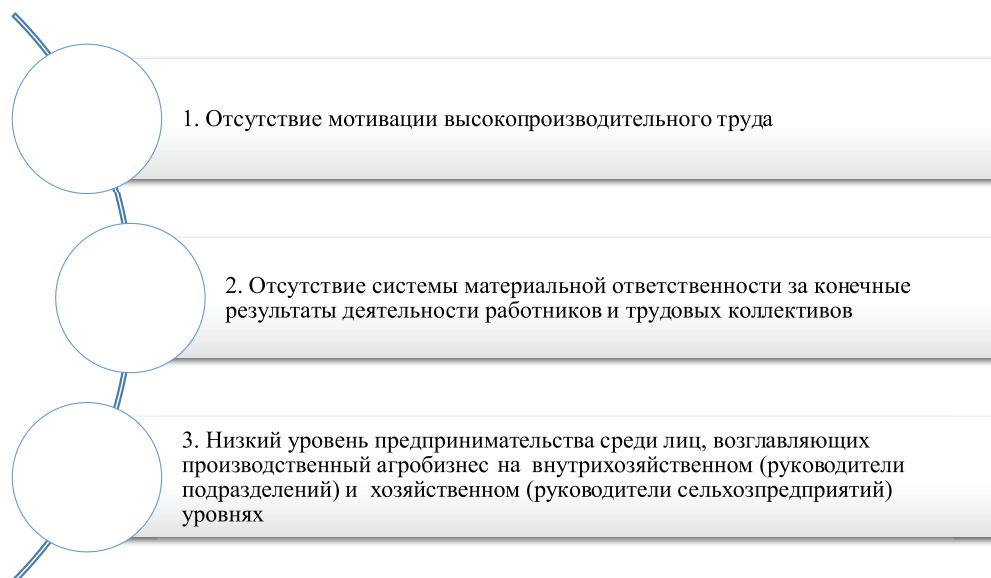 1. Отсутствие мотивации высокопроизводительного труда
2. Отсутствие системы материальной ответственности за конечные
результаты деятельности работников и трудовых коллективов
3. Низкий уровень предпринимательства среди лиц, возглавляющих
производственный агробизнес на внутрихозяйственном (руководители
подразделений) и хозяйственном (руководители сельхозпредприятий)
уровнях